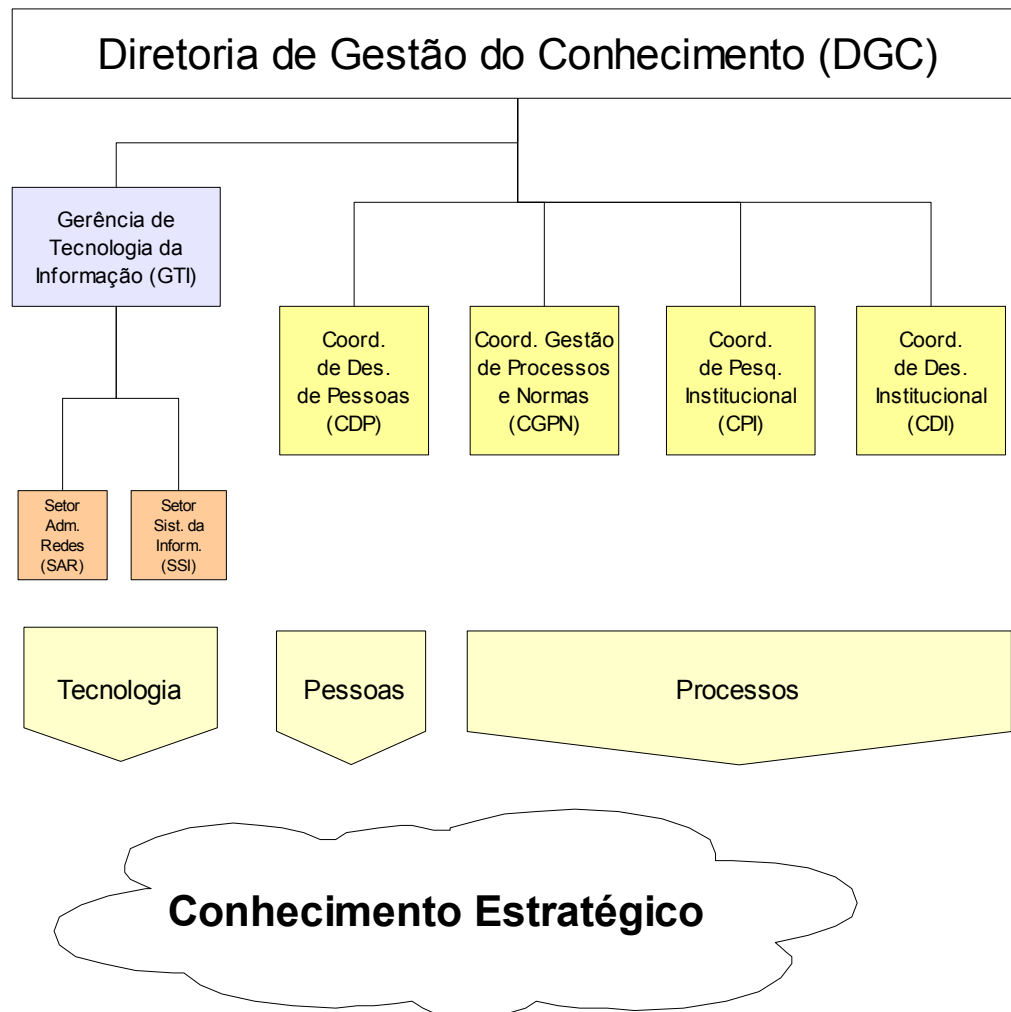 Diretoria de Gestão do Conhecimento (DGC)
Gerência de
Tecnologia da
Informação (GTI)
Coord.
de Des.
de Pessoas
(CDP)
Coord. Gestão
de Processos
e Normas
(CGPN)
Coord.
de Pesq.
Institucional
(CPI)
Coord.
de Des.
Institucional
(CDI)
Setor
Adm.
Redes
(SAR)
Setor
Sist. da
Inform.
(SSI)
Tecnologia
Pessoas
Processos
Conhecimento Estratégico